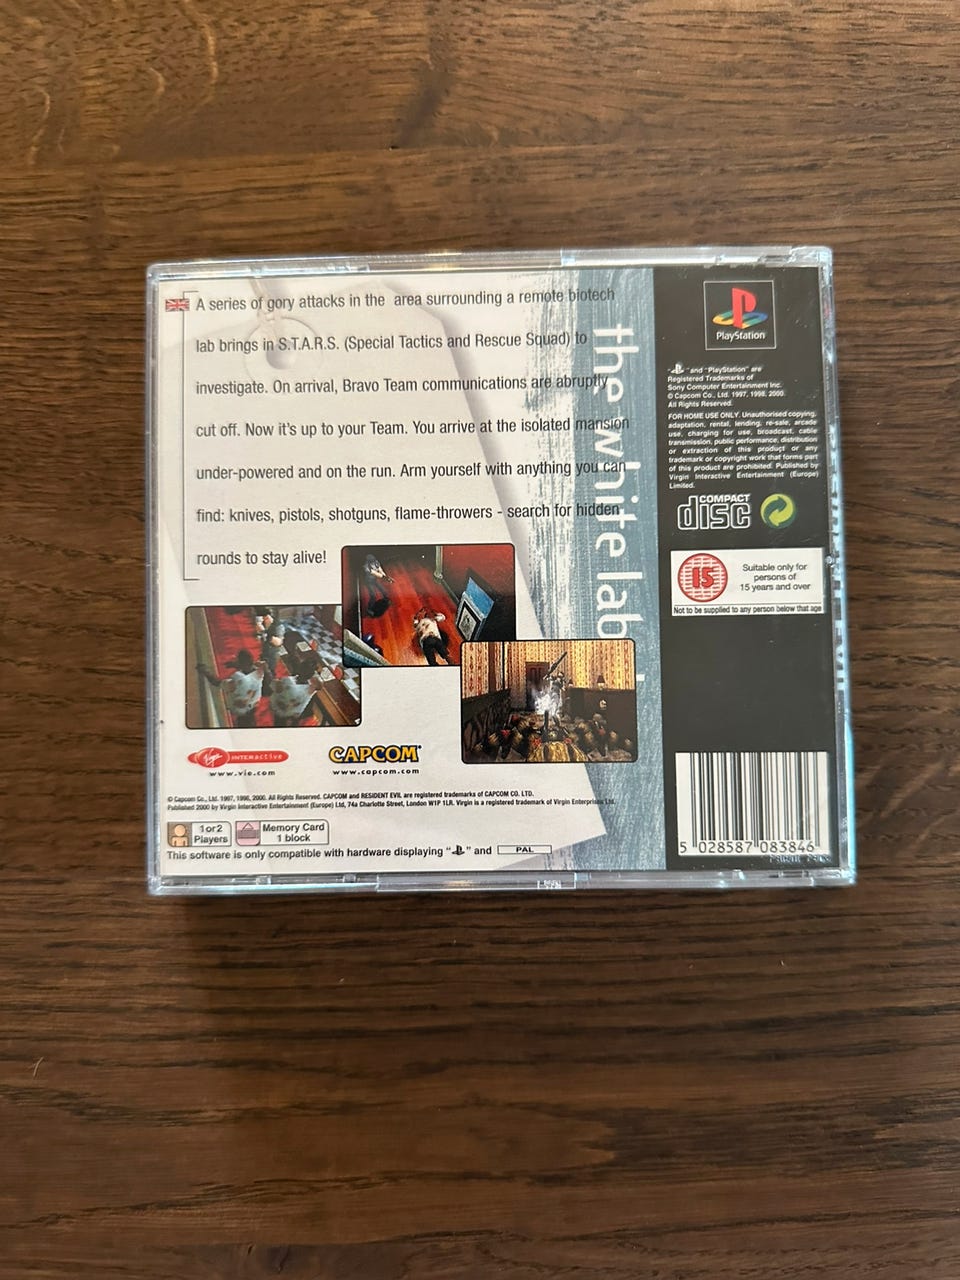 A series of gory attacks in the area surrounding a remote biotech
lab brings in S.T.A.R.S. (Special Tactics and Rescue Squad) to
investigate. On arrival, Bravo Team communications are abruptly
cut off. Now it's up to your Team. You arrive at the isolated mansion
under-powered and on the run. Arm yourself with anything you can
find: knives, pistols, shotguns, flame-throwers - search for hidden
rounds to stay alive!
the white label
Virgin INTERactive
www.vie.com
CAPCOM
www.capcom.com
© Capcom Co., Ltd. 1997, 1998, 2000. All Rights Reserved. CAPCOM and RESIDENT EVIL are registered trademarks of CAPCOM CO. LTD.
Published 2000 by Virgin Interactive Entertainment (Europe) Ltd, 74a Charlotte Street, London W1P 1LR. Virgin is a registered trademark of Virgin Enterprises Ltd.
1 or 2
Players
Memory Card
1 block
This software is only compatible with hardware displaying " " and PAL
PlayStation
" " and "PlayStation" are
Registered Trademarks of
Sony Computer Entertainment Inc.
© Capcom Co., Ltd. 1997, 1998, 2000.
All Rights Reserved.
FOR HOME USE ONLY. Unauthorised copying,
adaptation, rental, lending, re-sale, arcade
use, charging for use, broadcast, cable
transmission, public performance, distribution
or extraction of this product or any
trademark or copyright work that forms part
of this product are prohibited. Published by
Virgin Interactive Entertainment (Europe)
Limited.
COMPACT
disc
15
Suitable only for
persons of
15 years and over
Not to be supplied to any person below that age
5 028587 083846